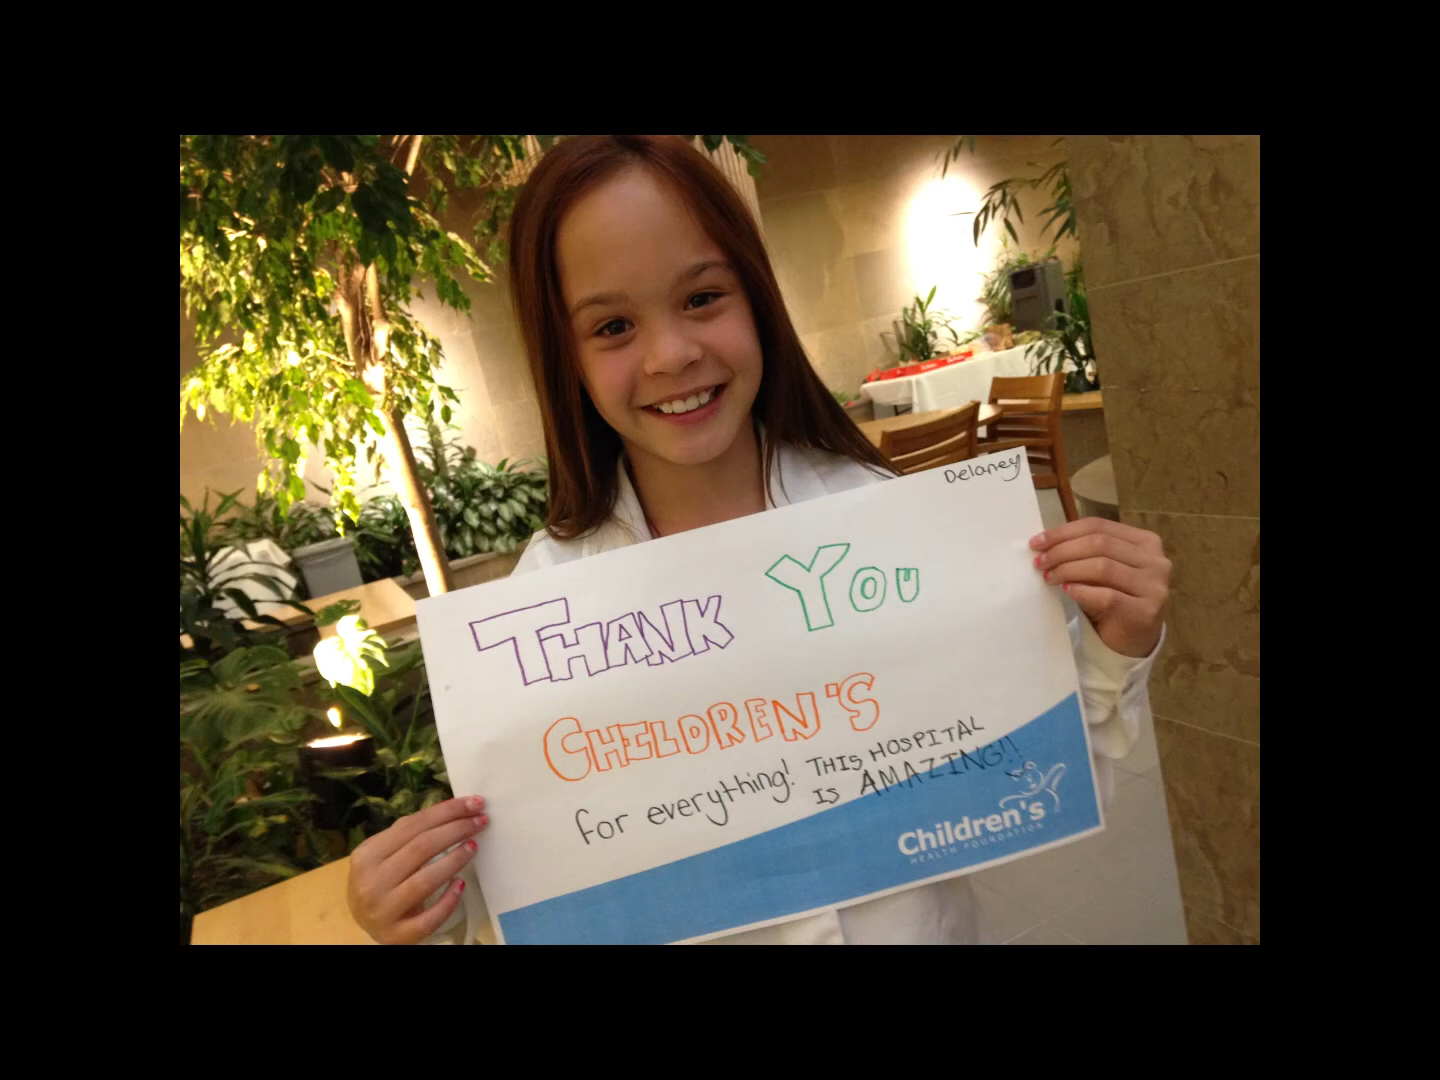 Delaney
THANK YOU
CHILDREN'S
for everything! THIS HOSPITAL
IS AMAZING!!
Children's
HEALTH FOUNDATION